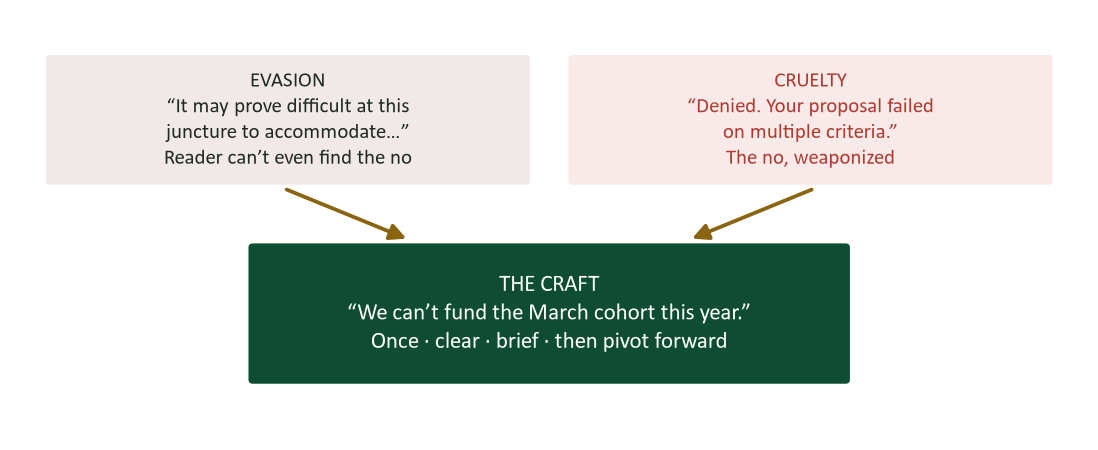 EVASION
“It may prove difficult at this
juncture to accommodate...”
Reader can’t even find the no
CRUELTY
“Denied. Your proposal failed
on multiple criteria.”
The no, weaponized
THE CRAFT
“We can’t fund the March cohort this year.”
Once · clear · brief · then pivot forward